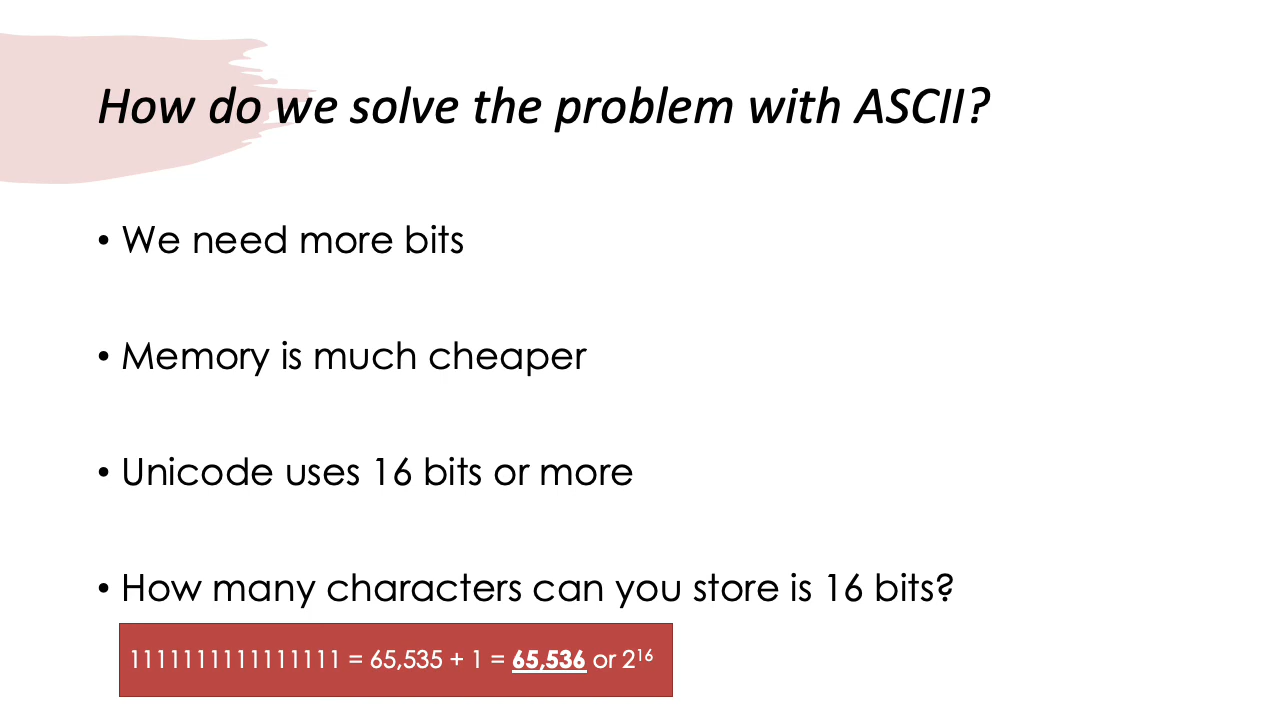 How do we solve the problem with ASCII?
• We need more bits
• Memory is much cheaper
• Unicode uses 16 bits or more
• How many characters can you store is 16 bits?
1111111111111111 = 65,535 + 1 = 65,536 or 2¹⁶